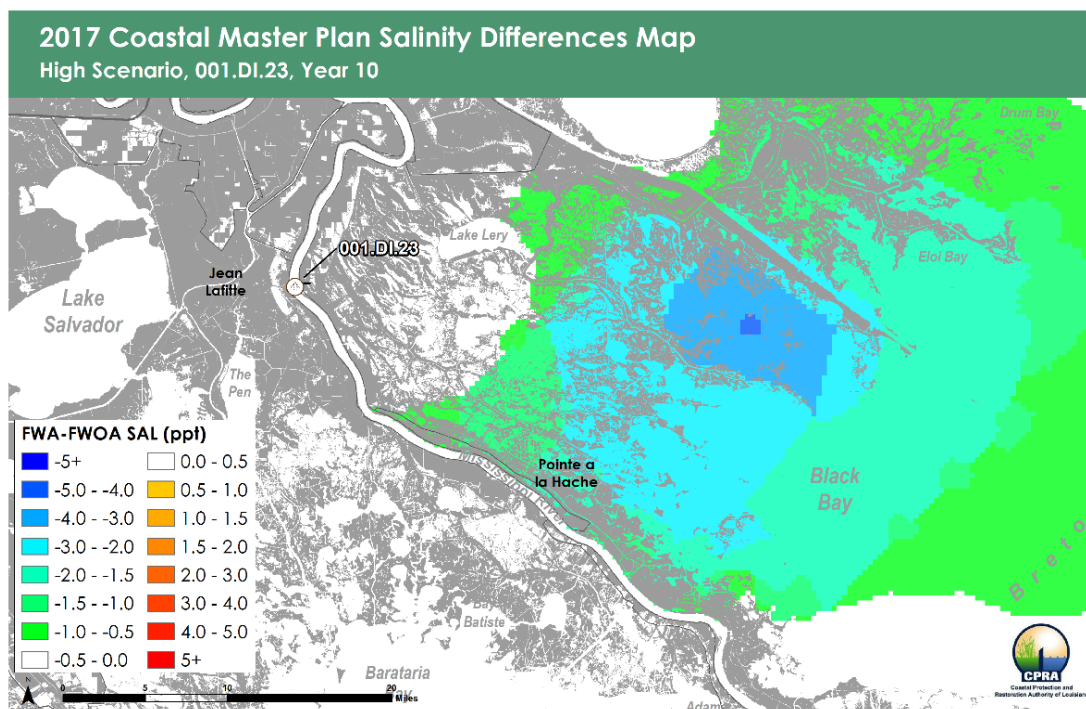 2017 Coastal Master Plan Salinity Differences Map
High Scenario, 001.DI.23, Year 10
Drum Bay
Lake Lery
001.DI.23
Eloi Bay
Jean
Lafitte
Lake
Salvador
The
Pen
FWA-FWOA SAL (ppt)
-5+
0.0 - 0.5
-5.0 - -4.0
0.5 - 1.0
-4.0 - -3.0
1.0 - 1.5
-3.0 - -2.0
1.5 - 2.0
-2.0 - -1.5
2.0 - 3.0
-1.5 - -1.0
3.0 - 4.0
-1.0 - -0.5
4.0 - 5.0
-0.5 - 0.0
5+
Mississippi River
Pointe a
la Hache
Black
Bay
Breto
Batiste
Barataria
Adam
N
0 5 10 20
Miles
CPRA
Coastal Protection and
Restoration Authority of Louisiana